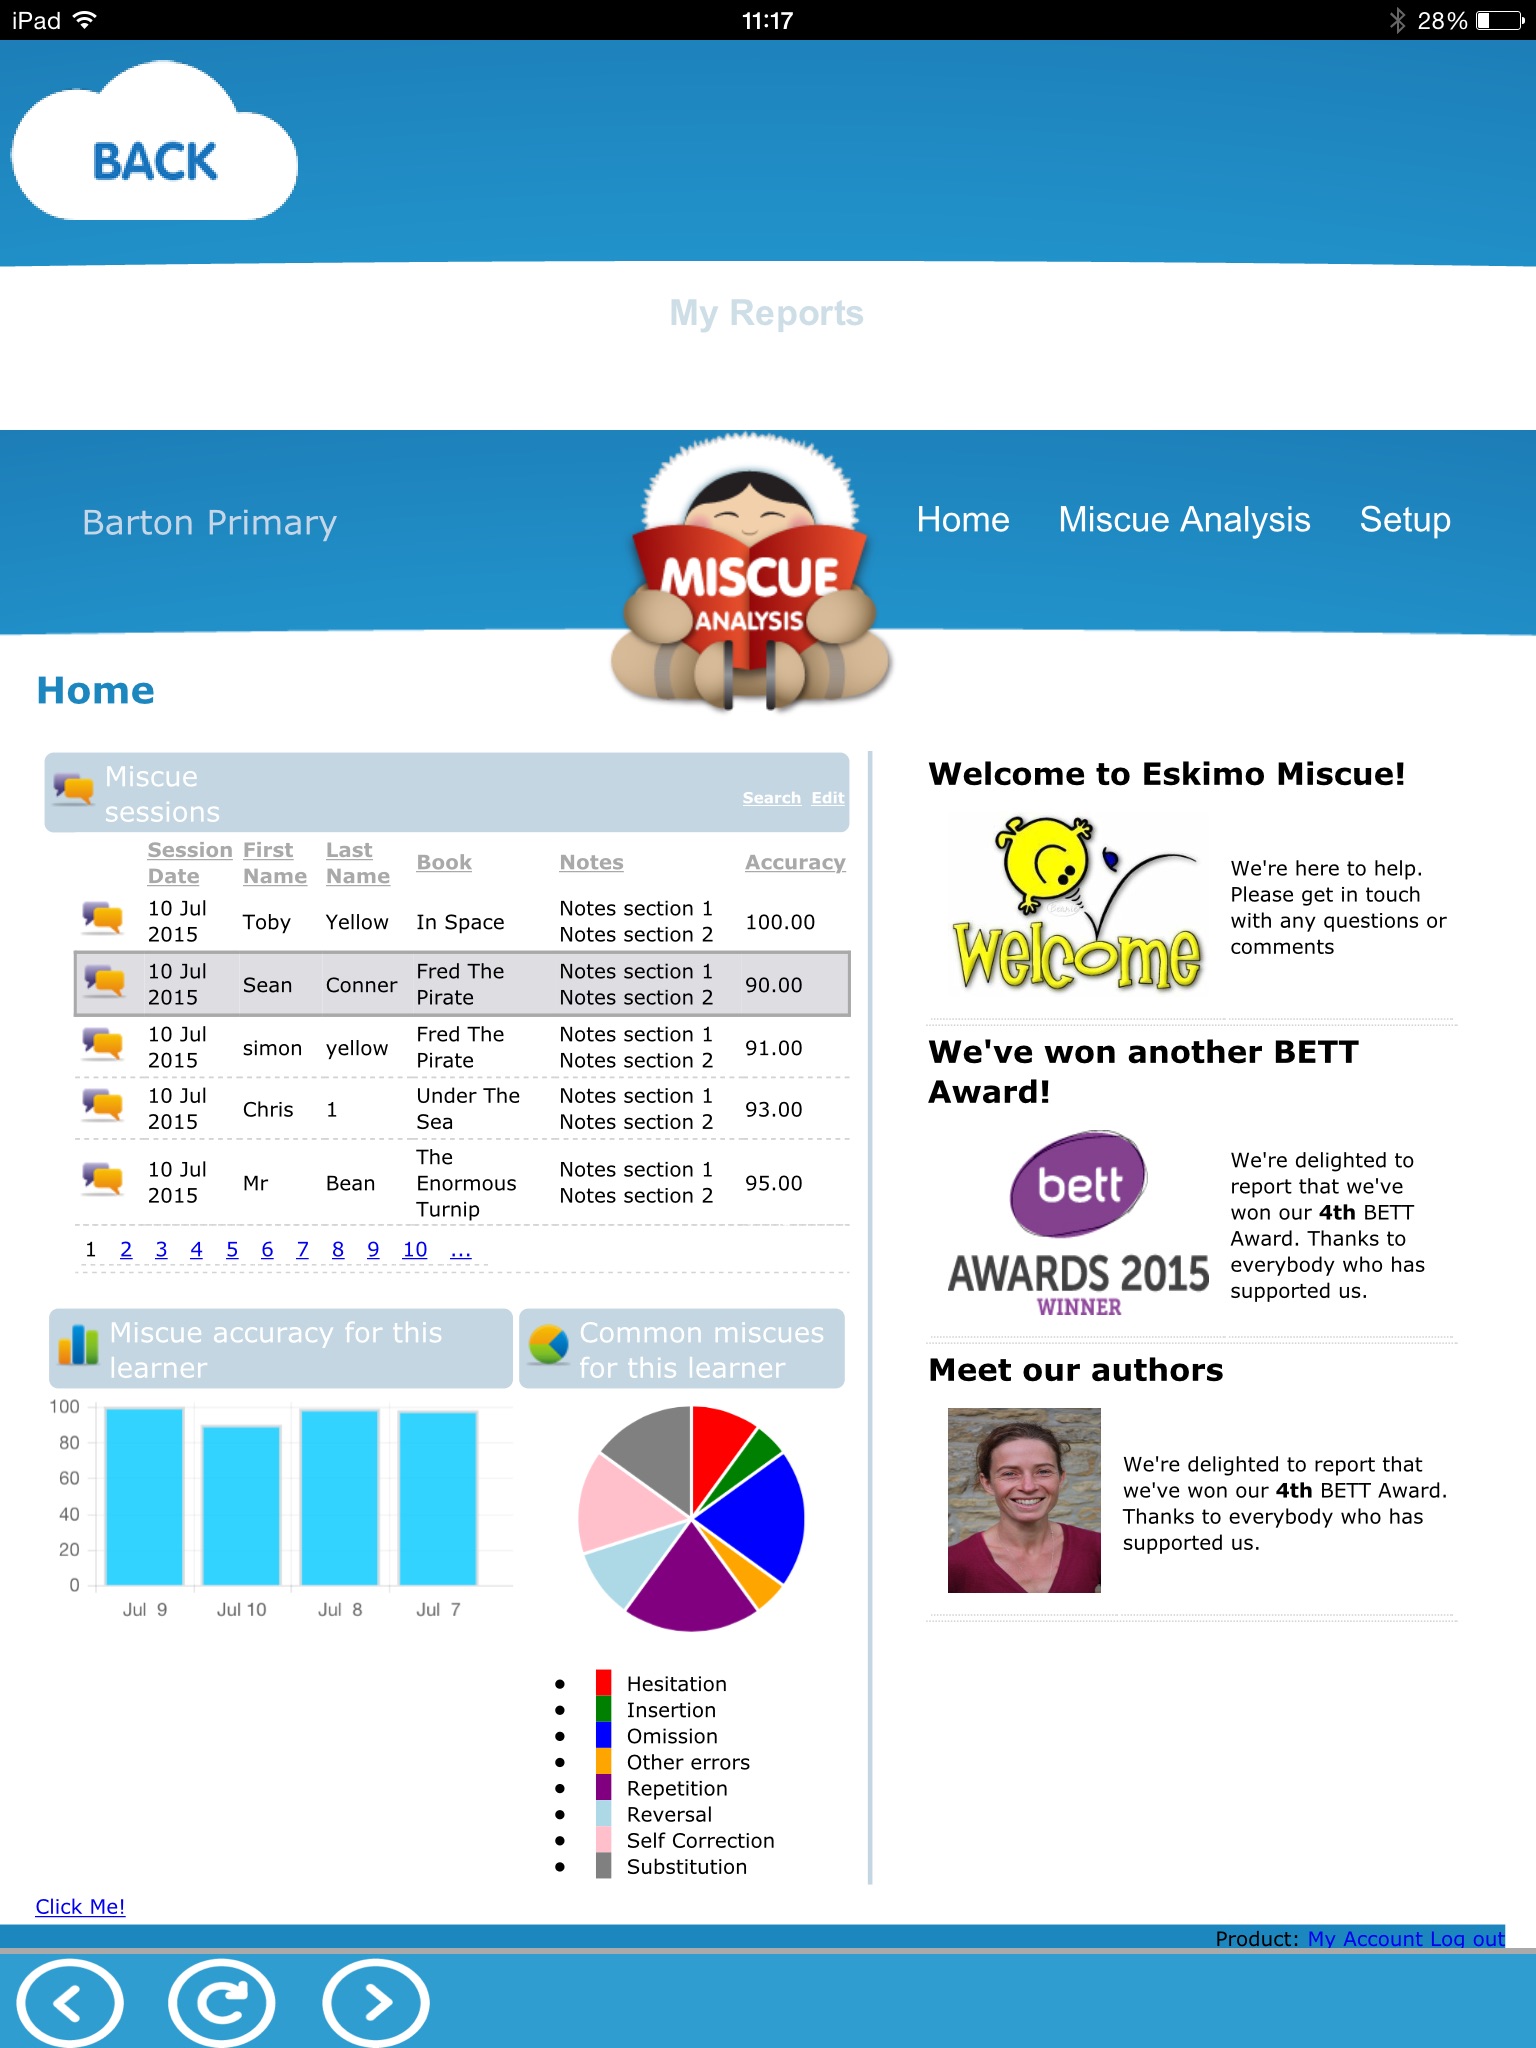 iPad 11:17 28%
BACK
My Reports
Barton Primary
MISCUE
ANALYSIS
Home Miscue Analysis Setup
Home
Miscue
sessions
Search Edit
Session Date First Name Last Name Book Notes Accuracy
10 Jul 2015 Toby Yellow In Space Notes section 1 Notes section 2 100.00
10 Jul 2015 Sean Conner Fred The Pirate Notes section 1 Notes section 2 90.00
10 Jul 2015 simon yellow Fred The Pirate Notes section 1 Notes section 2 91.00
10 Jul 2015 Chris 1 Under The Sea Notes section 1 Notes section 2 93.00
10 Jul 2015 Mr Bean The Enormous Turnip Notes section 1 Notes section 2 95.00
1 2 3 4 5 6 7 8 9 10 ...
Miscue accuracy for this
learner
100
80
60
40
20
0
Jul 9 Jul 10 Jul 8 Jul 7
Common miscues
for this learner
Hesitation
Insertion
Omission
Other errors
Repetition
Reversal
Self Correction
Substitution
Welcome to Eskimo Miscue!
Welcome
We're here to help.
Please get in touch
with any questions or
comments
We've won another BETT
Award!
bett
AWARDS 2015
WINNER
We're delighted to
report that we've
won our 4th BETT
Award. Thanks to
everybody who has
supported us.
Meet our authors
We're delighted to report that
we've won our 4th BETT Award.
Thanks to everybody who has
supported us.
Click Me!
Product: My Account Log out